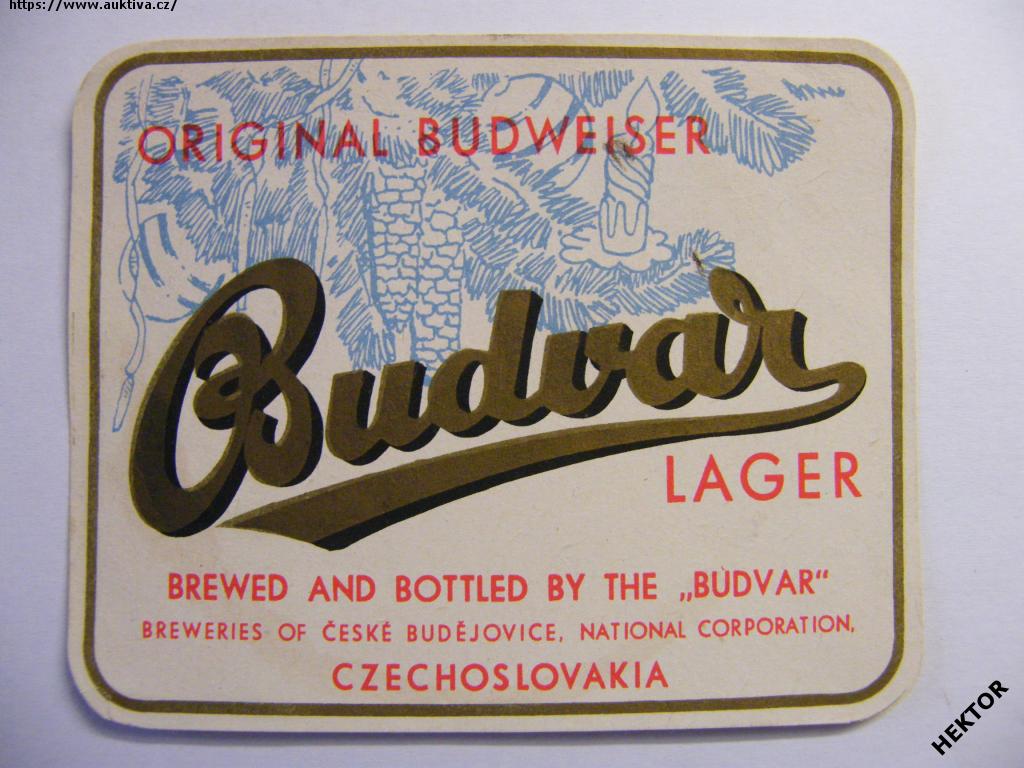 https://www.auktiva.cz/
ORIGINAL BUDWEISER
Budvar
LAGER
BREWED AND BOTTLED BY THE „BUDVAR“
BREWERIES OF ČESKÉ BUDĚJOVICE, NATIONAL CORPORATION,
CZECHOSLOVAKIA
HEKTOR